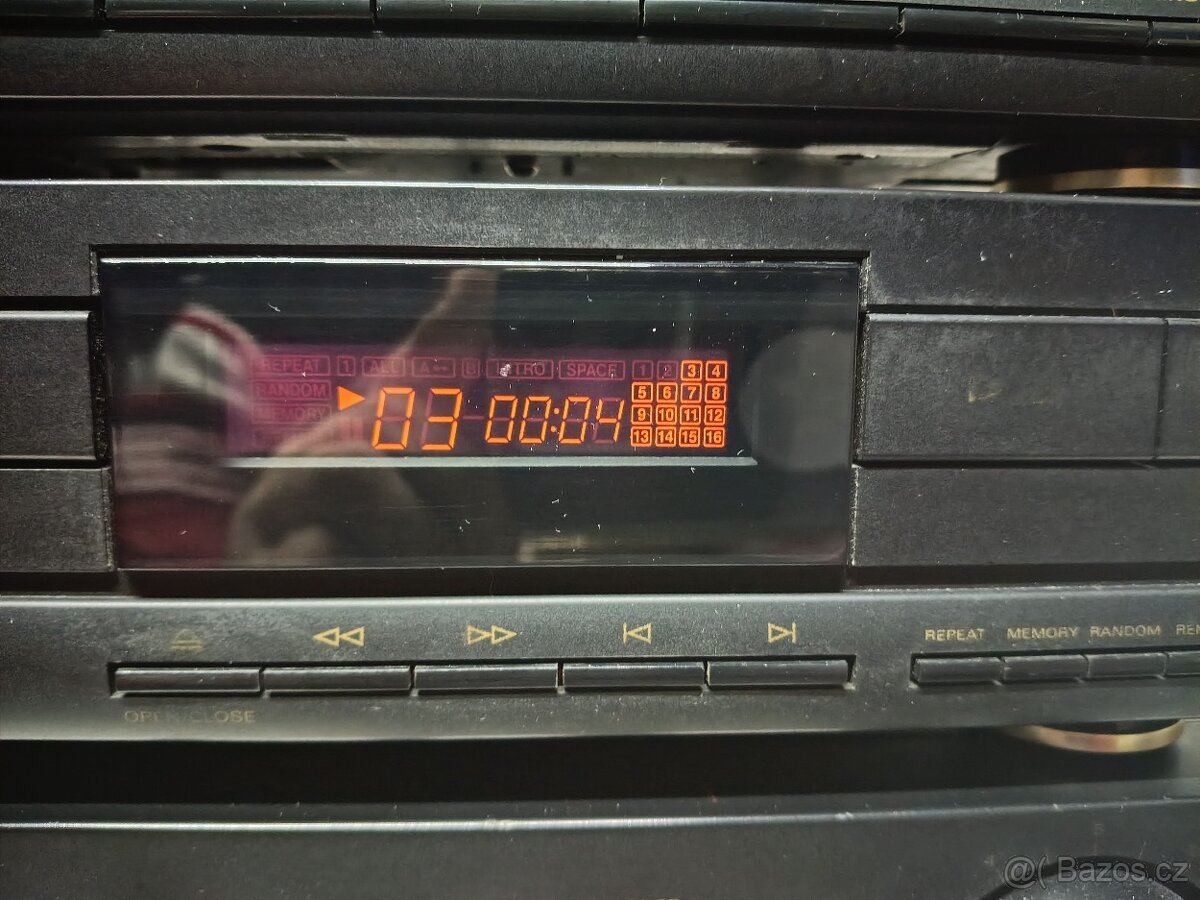 REPEAT 1 ALL A B INTRO SPACE 1 2 3 4
RANDOM 5 6 7 8
MEMORY 03 00:04 9 10 11 12
13 14 15 16
REPEAT MEMORY RANDOM
OPEN/CLOSE
@( Bazos.cz